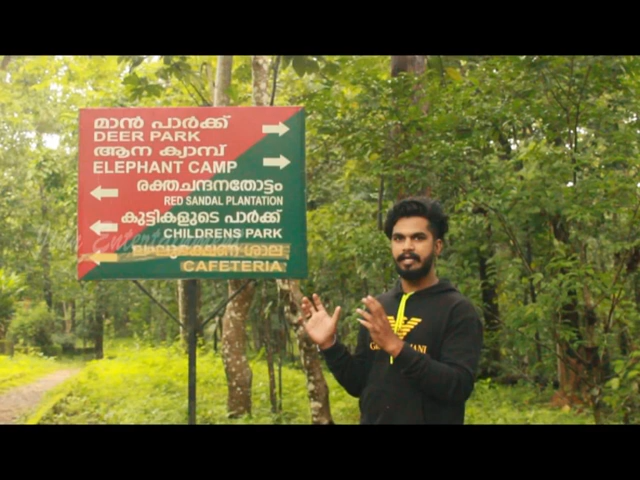 മാൻ പാർക്ക്
DEER PARK
ആന ക്യാമ്പ്
ELEPHANT CAMP
രക്തചന്ദനതോട്ടം
RED SANDAL PLANTATION
കുട്ടികളുടെ പാർക്ക്
CHILDRENS PARK
ശാല
CAFETERIA